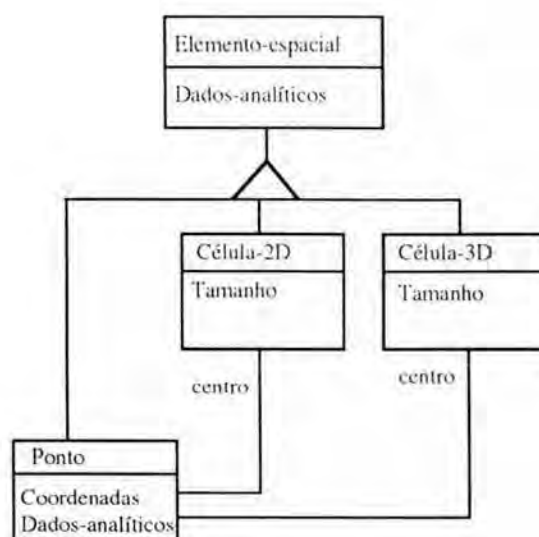 Elemento-espacial
Dados-analíticos
Célula-2D
Tamanho
Célula-3D
Tamanho
centro
centro
Ponto
Coordenadas
Dados-analíticos